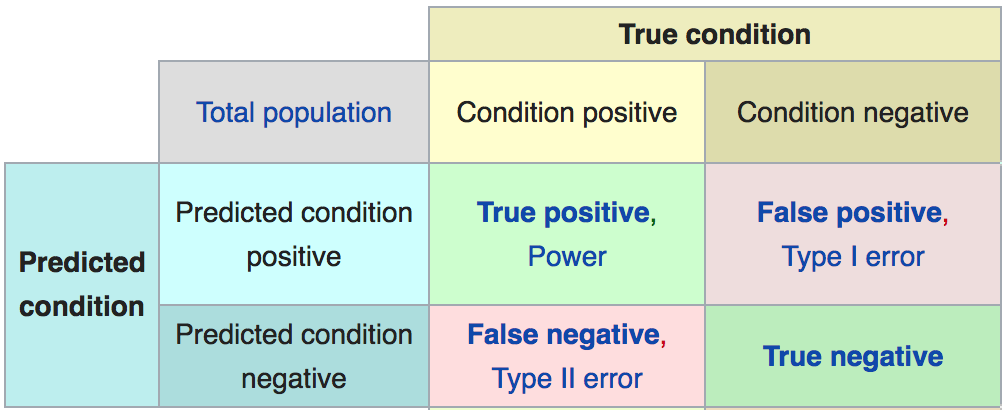 True condition
Total population
Condition positive
Condition negative
Predicted
condition
Predicted condition
positive
True positive,
Power
False positive,
Type I error
Predicted condition
negative
False negative,
Type II error
True negative